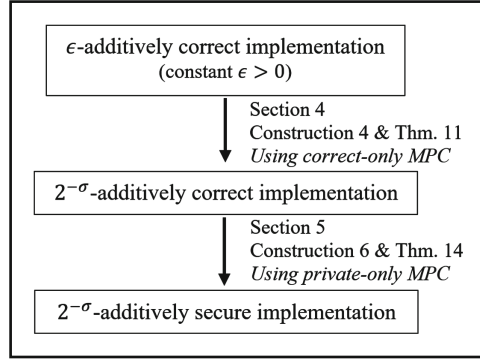 ϵ-additively correct implementation
(constant ϵ > 0)
Section 4
Construction 4 & Thm. 11
Using correct-only MPC
2^{-σ}-additively correct implementation
Section 5
Construction 6 & Thm. 14
Using private-only MPC
2^{-σ}-additively secure implementation